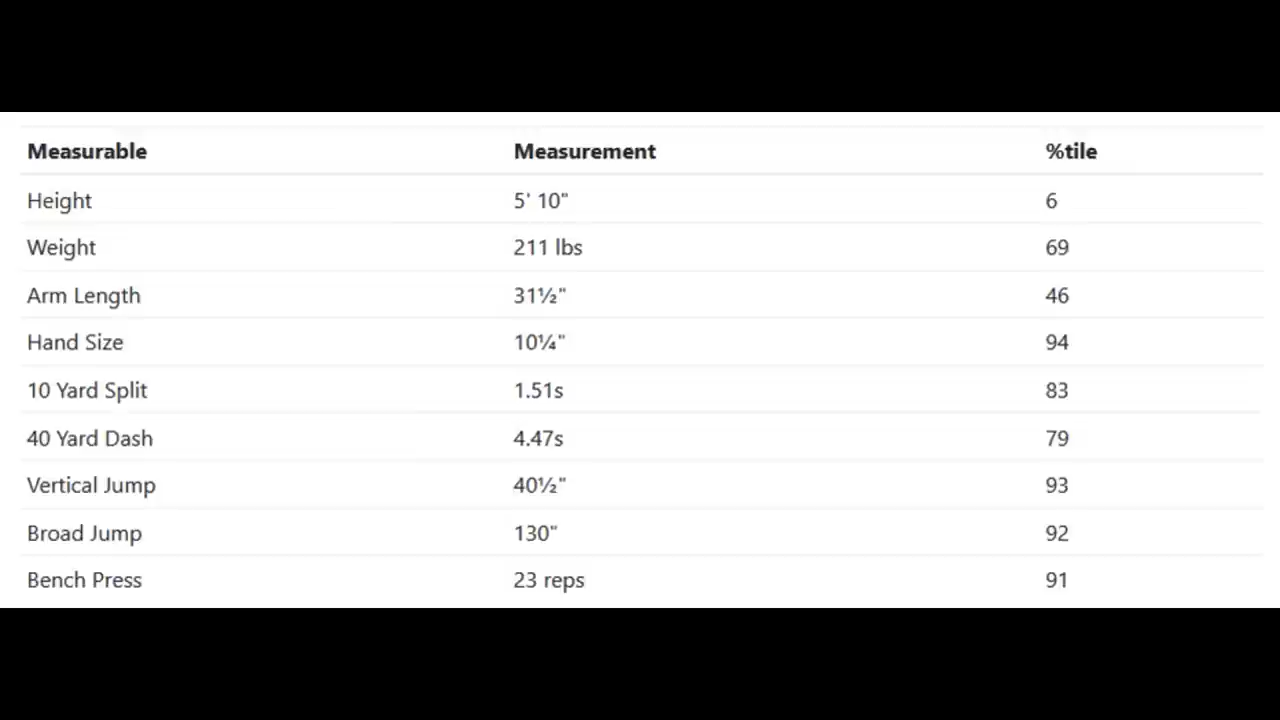 Measurable Measurement %tile
Height 5' 10" 6
Weight 211 lbs 69
Arm Length 31½" 46
Hand Size 10¼" 94
10 Yard Split 1.51s 83
40 Yard Dash 4.47s 79
Vertical Jump 40½" 93
Broad Jump 130" 92
Bench Press 23 reps 91